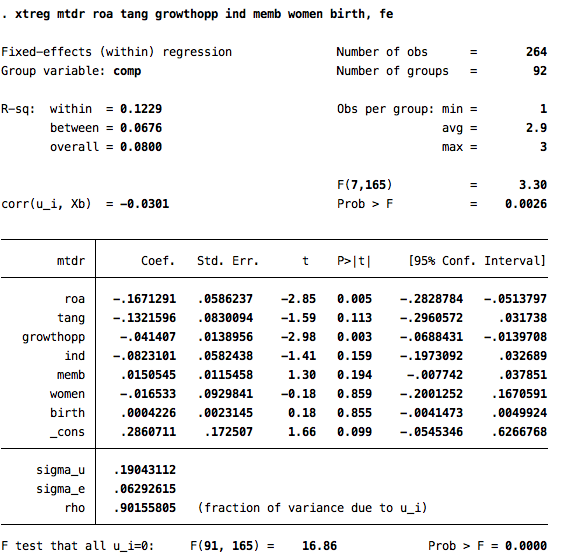 . xtreg mtdr roa tang growthopp ind memb women birth, fe
Fixed-effects (within) regression Number of obs = 264
Group variable: comp Number of groups = 92
R-sq: within = 0.1229 Obs per group: min = 1
between = 0.0676 avg = 2.9
overall = 0.0800 max = 3
F(7,165) = 3.30
corr(u_i, Xb) = -0.0301 Prob > F = 0.0026
mtdr Coef. Std. Err. t P>|t| [95% Conf. Interval]
roa -.1671291 .0586237 -2.85 0.005 -.2828784 -.0513797
tang -.1321596 .0830094 -1.59 0.113 -.2960572 .031738
growthopp -.041407 .0138956 -2.98 0.003 -.0688431 -.0139708
ind -.0823101 .0582438 -1.41 0.159 -.1973092 .032689
memb .0150545 .0115458 1.30 0.194 -.007742 .037851
women -.016533 .0929841 -0.18 0.859 -.2001252 .1670591
birth .0004226 .0023145 0.18 0.855 -.0041473 .0049924
_cons .2860711 .172507 1.66 0.099 -.0545346 .6266768
sigma_u .19043112
sigma_e .06292615
rho .90155805 (fraction of variance due to u_i)
F test that all u_i=0: F(91, 165) = 16.86 Prob > F = 0.0000